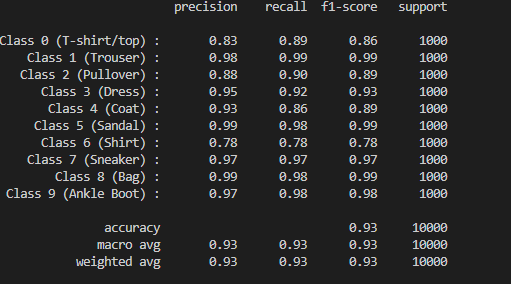 precision recall f1-score support
Class 0 (T-shirt/top) : 0.83 0.89 0.86 1000
Class 1 (Trouser) : 0.98 0.99 0.99 1000
Class 2 (Pullover) : 0.88 0.90 0.89 1000
Class 3 (Dress) : 0.95 0.92 0.93 1000
Class 4 (Coat) : 0.93 0.86 0.89 1000
Class 5 (Sandal) : 0.99 0.98 0.99 1000
Class 6 (Shirt) : 0.78 0.78 0.78 1000
Class 7 (Sneaker) : 0.97 0.97 0.97 1000
Class 8 (Bag) : 0.99 0.98 0.99 1000
Class 9 (Ankle Boot) : 0.97 0.98 0.98 1000
accuracy 0.93 10000
macro avg 0.93 0.93 0.93 10000
weighted avg 0.93 0.93 0.93 10000